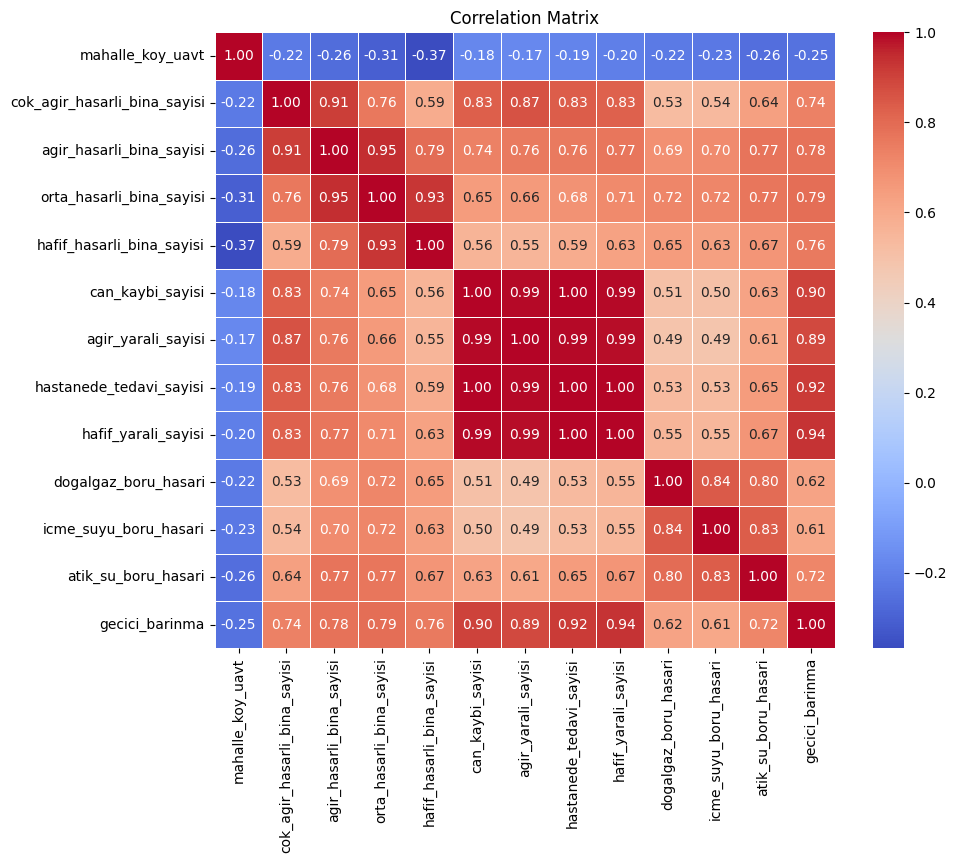 Correlation Matrix
mahalle_koy_uavt 1.00 -0.22 -0.26 -0.31 -0.37 -0.18 -0.17 -0.19 -0.20 -0.22 -0.23 -0.26 -0.25
cok_agir_hasarli_bina_sayisi -0.22 1.00 0.91 0.76 0.59 0.83 0.87 0.83 0.83 0.53 0.54 0.64 0.74
agir_hasarli_bina_sayisi -0.26 0.91 1.00 0.95 0.79 0.74 0.76 0.76 0.77 0.69 0.70 0.77 0.78
orta_hasarli_bina_sayisi -0.31 0.76 0.95 1.00 0.93 0.65 0.66 0.68 0.71 0.72 0.72 0.77 0.79
hafif_hasarli_bina_sayisi -0.37 0.59 0.79 0.93 1.00 0.56 0.55 0.59 0.63 0.65 0.63 0.67 0.76
can_kaybi_sayisi -0.18 0.83 0.74 0.65 0.56 1.00 0.99 1.00 0.99 0.51 0.50 0.63 0.90
agir_yarali_sayisi -0.17 0.87 0.76 0.66 0.55 0.99 1.00 0.99 0.99 0.49 0.49 0.61 0.89
hastanede_tedavi_sayisi -0.19 0.83 0.76 0.68 0.59 1.00 0.99 1.00 1.00 0.53 0.53 0.65 0.92
hafif_yarali_sayisi -0.20 0.83 0.77 0.71 0.63 0.99 0.99 1.00 1.00 0.55 0.55 0.67 0.94
dogalgaz_boru_hasari -0.22 0.53 0.69 0.72 0.65 0.51 0.49 0.53 0.55 1.00 0.84 0.80 0.62
icme_suyu_boru_hasari -0.23 0.54 0.70 0.72 0.63 0.50 0.49 0.53 0.55 0.84 1.00 0.83 0.61
atik_su_boru_hasari -0.26 0.64 0.77 0.77 0.67 0.63 0.61 0.65 0.67 0.80 0.83 1.00 0.72
gecici_barinma -0.25 0.74 0.78 0.79 0.76 0.90 0.89 0.92 0.94 0.62 0.61 0.72 1.00
mahalle_koy_uavt
cok_agir_hasarli_bina_sayisi
agir_hasarli_bina_sayisi
orta_hasarli_bina_sayisi
hafif_hasarli_bina_sayisi
can_kaybi_sayisi
agir_yarali_sayisi
hastanede_tedavi_sayisi
hafif_yarali_sayisi
dogalgaz_boru_hasari
icme_suyu_boru_hasari
atik_su_boru_hasari
gecici_barinma
1.0
0.8
0.6
0.4
0.2
0.0
−0.2